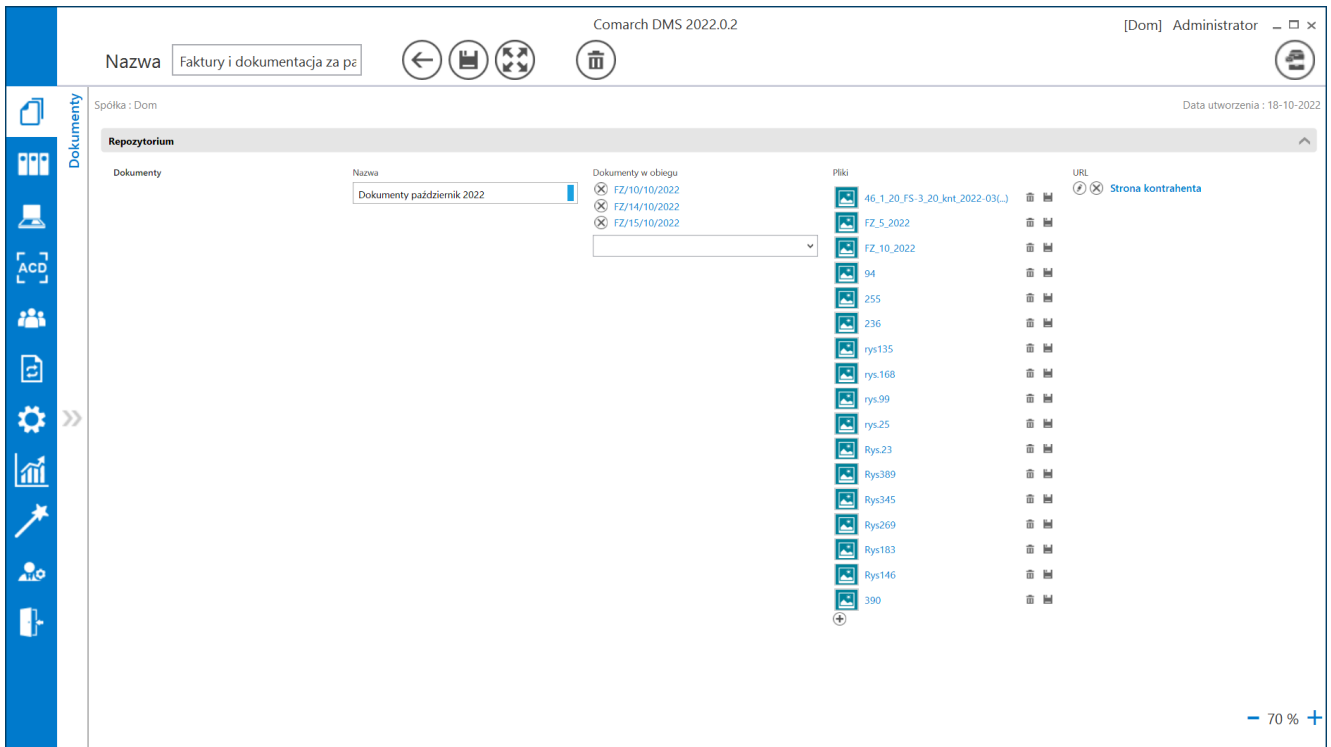 Comarch DMS 2022.0.2
[Dom] Administrator
Nazwa Faktury i dokumentacja za pa
Dokumenty
Spółka : Dom
Data utworzenia : 18-10-2022
Repozytorium
Dokumenty
Nazwa
Dokumenty październik 2022
Dokumenty w obiegu
FZ/10/10/2022
FZ/14/10/2022
FZ/15/10/2022
Pliki
46_1_20_FS-3_20_knt_2022-03(...)
FZ_5_2022
FZ_10_2022
94
255
236
rys135
rys.168
rys.99
rys.25
Rys.23
Rys389
Rys345
Rys269
Rys183
Rys146
390
URL
Strona kontrahenta
ACD
70 %